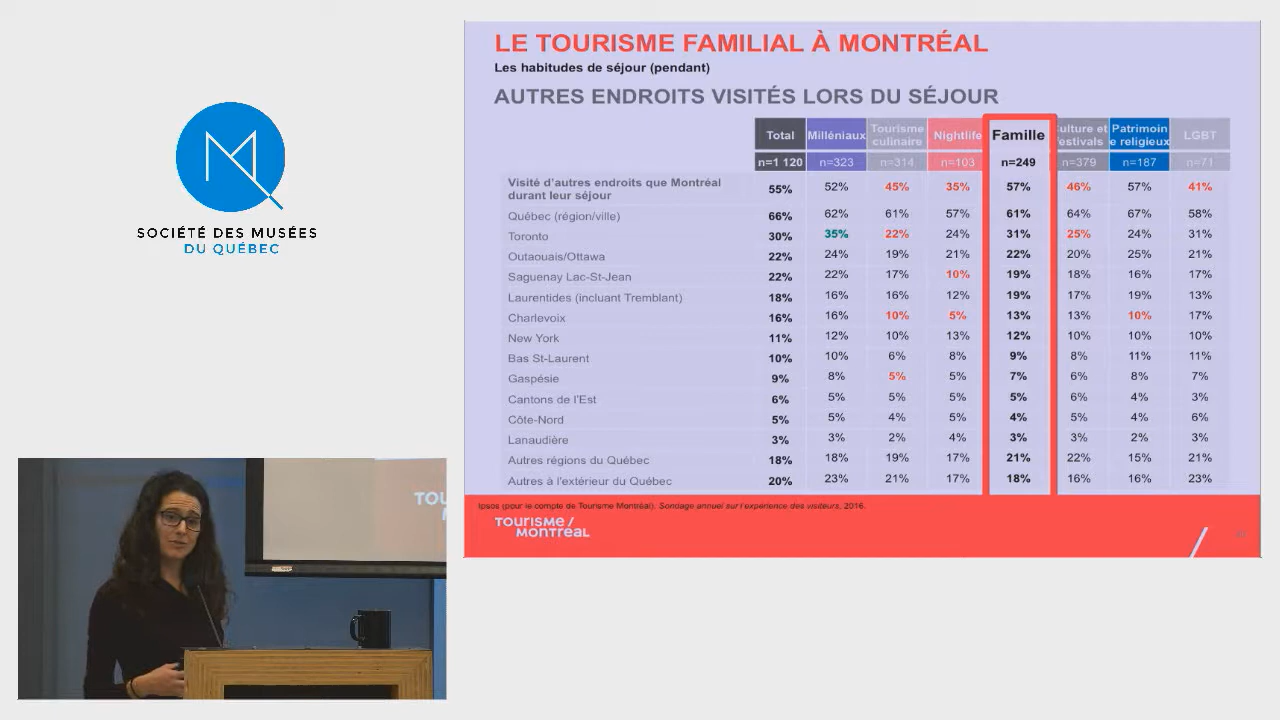 SOCIÉTÉ DES MUSÉES
DU QUÉBEC
LE TOURISME FAMILIAL À MONTRÉAL
Les habitudes de séjour (pendant)
AUTRES ENDROITS VISITÉS LORS DU SÉJOUR
Total Milléniaux Tourisme culinaire Nightlife Famille ulture et estivals Patrimoin e religieux LGBT
n=1 120 n=323 n=314 n=103 n=249 n=379 n=187 n=71
Visité d'autres endroits que Montréal
durant leur séjour 55% 52% 45% 35% 57% 46% 57% 41%
Québec (région/ville) 66% 62% 61% 57% 61% 64% 67% 58%
Toronto 30% 35% 22% 24% 31% 25% 24% 31%
Outaouais/Ottawa 22% 24% 19% 21% 22% 20% 25% 21%
Saguenay Lac-St-Jean 22% 22% 17% 10% 19% 18% 16% 17%
Laurentides (incluant Tremblant) 18% 16% 16% 12% 19% 17% 19% 13%
Charlevoix 16% 16% 10% 5% 13% 13% 10% 17%
New York 11% 12% 10% 13% 12% 10% 10% 10%
Bas St-Laurent 10% 10% 6% 8% 9% 8% 11% 11%
Gaspésie 9% 8% 5% 5% 7% 6% 8% 7%
Cantons de l'Est 6% 5% 5% 5% 5% 6% 4% 3%
Côte-Nord 5% 5% 4% 5% 4% 5% 4% 6%
Lanaudière 3% 3% 2% 4% 3% 3% 2% 3%
Autres régions du Québec 18% 18% 19% 17% 21% 22% 15% 21%
Autres à l'extérieur du Québec 20% 23% 21% 17% 18% 16% 16% 23%
Ipsos (pour le compte de Tourisme Montréal). Sondage annuel sur l'expérience des visiteurs, 2016.
TOURISME /
MONTRÉAL
TOU